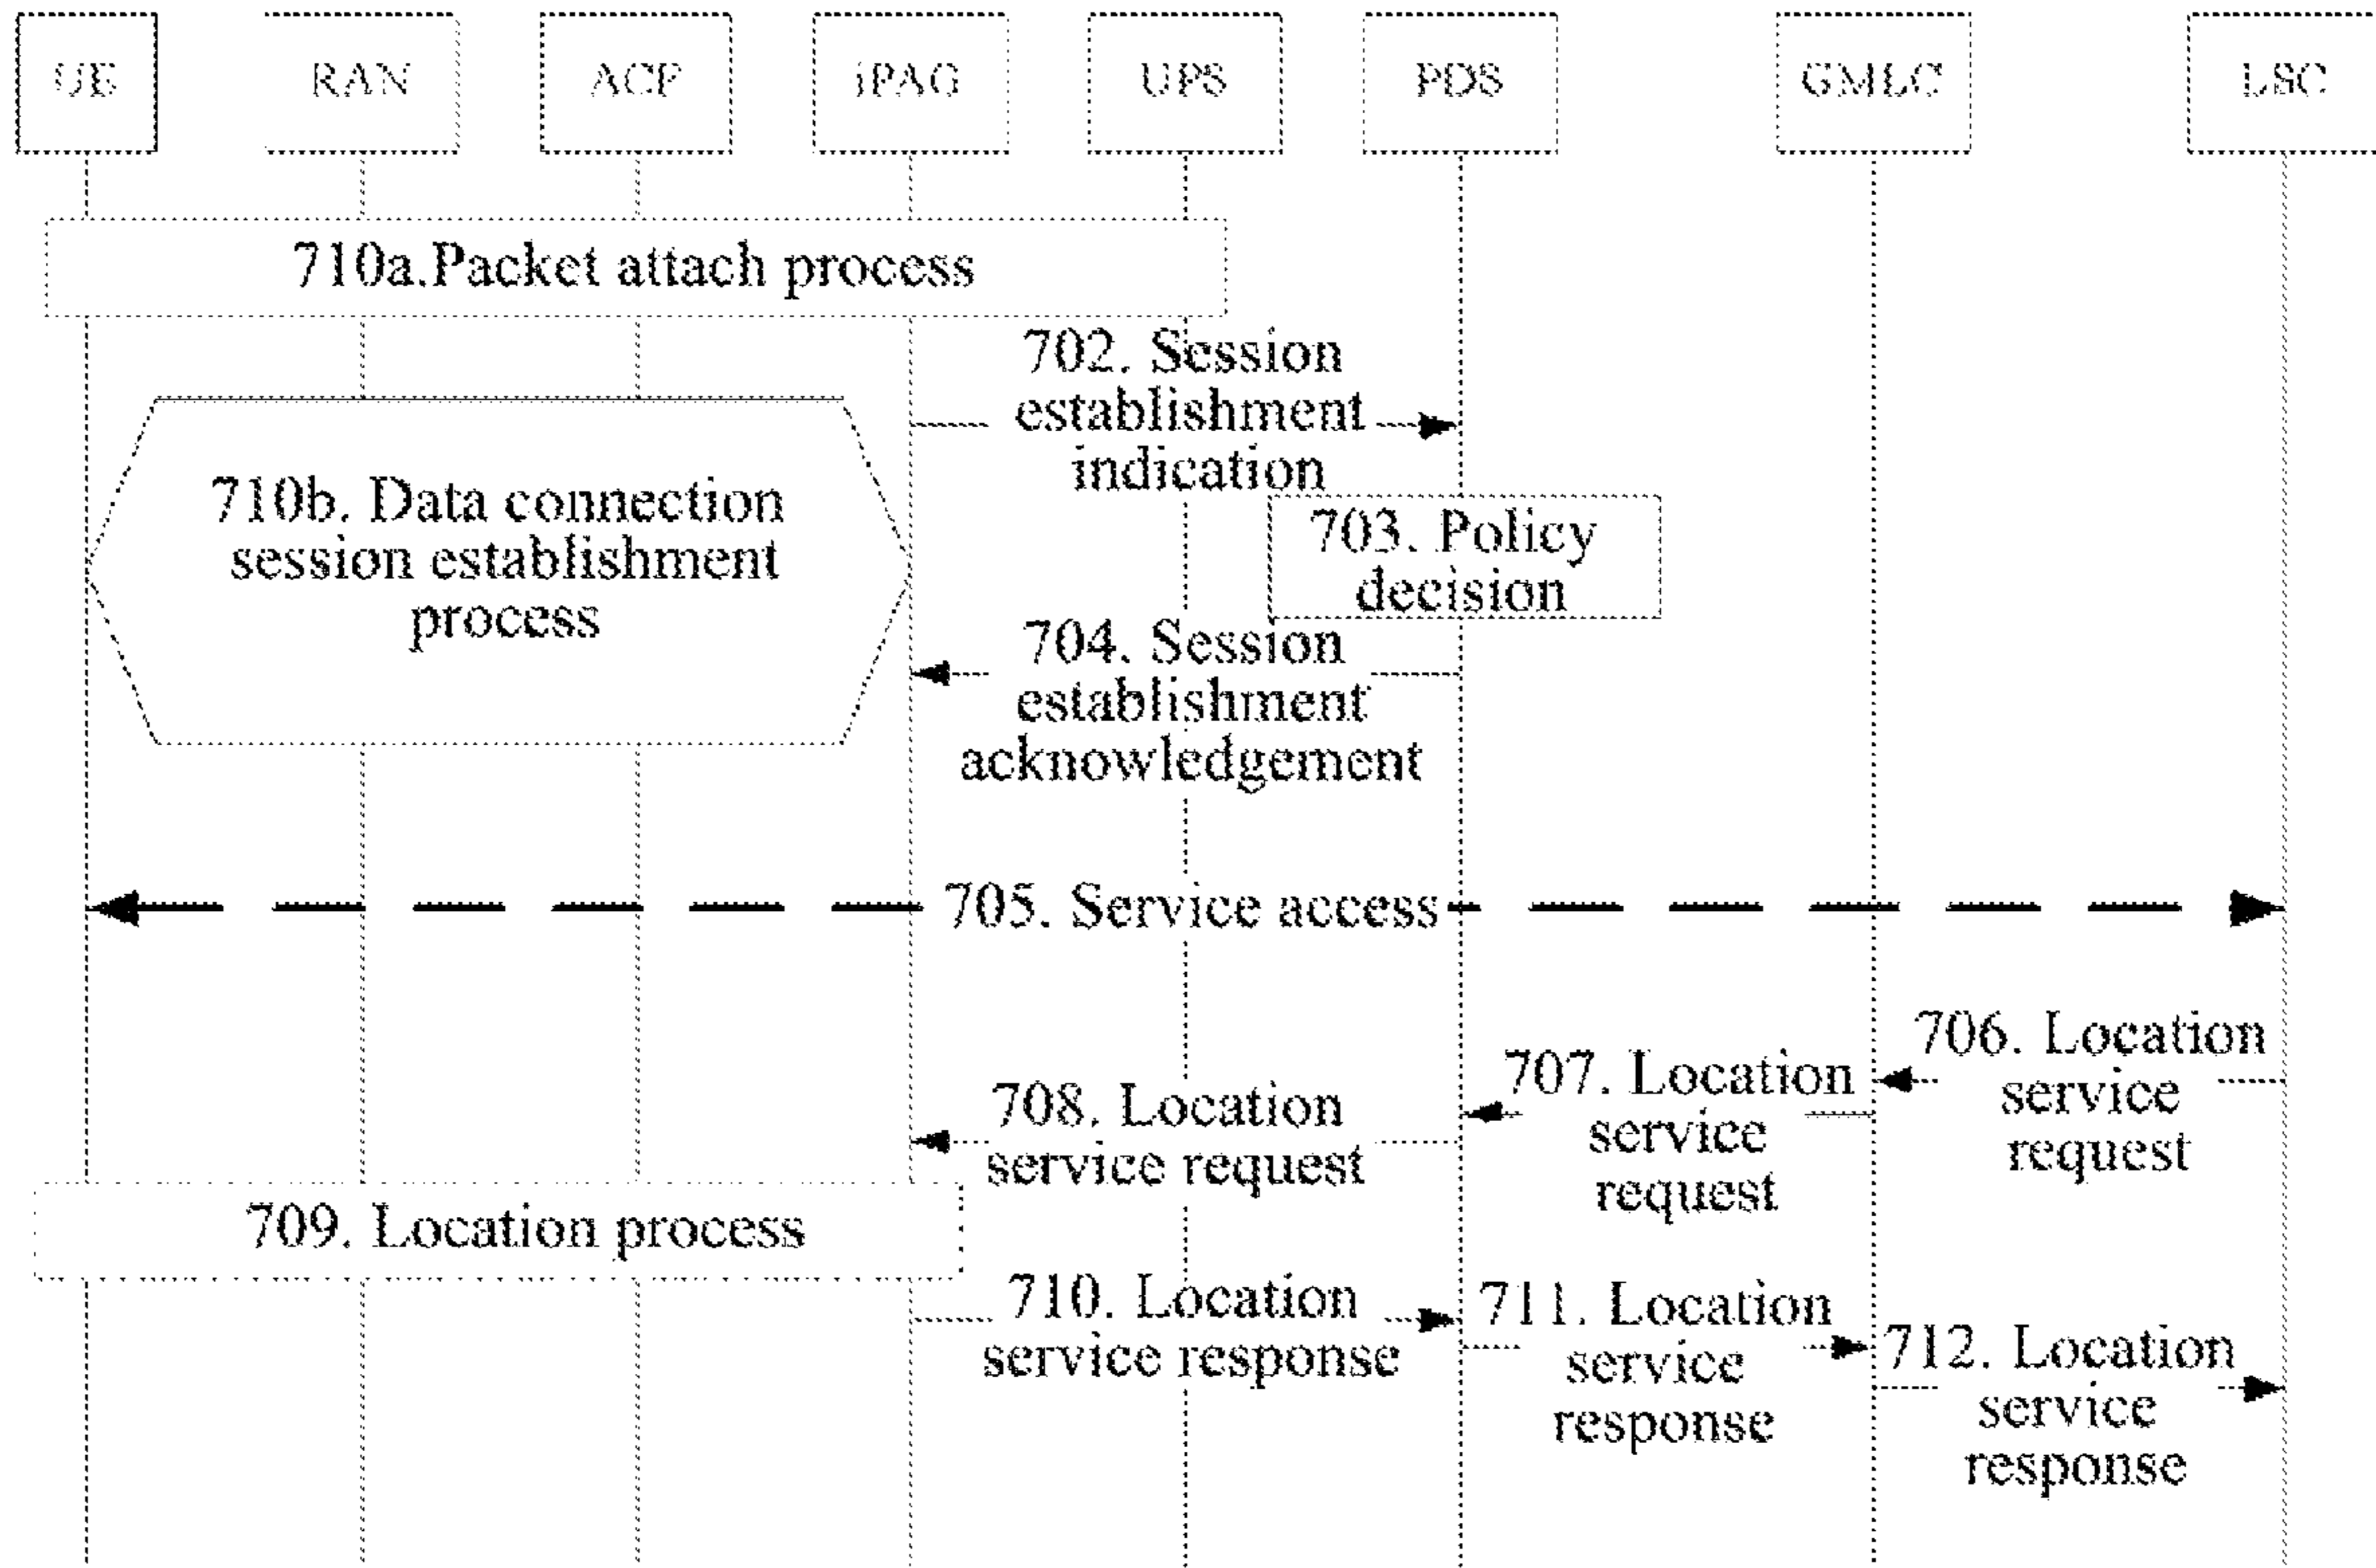 UE
RAN
ACF
iPAG
UPS
PDS
GMLC
LSC
710a.Packet attach process
702. Session
establishment
indication
710b. Data connection
session establishment
process
703. Policy
decision
704. Session
establishment
acknowledgement
705. Service access
706. Location
service
request
707. Location
service
request
708. Location
service request
709. Location process
710. Location
service response
711. Location
service
response
712. Location
service
response